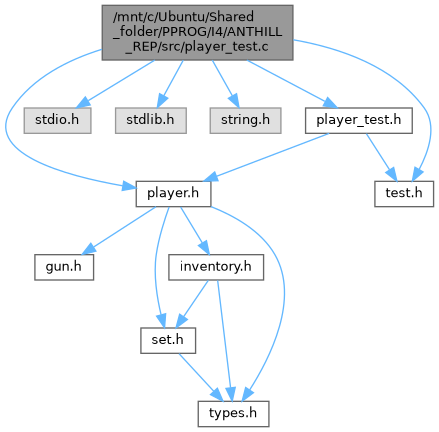 /mnt/c/Ubuntu/Shared
_folder/PPROG/I4/ANTHILL
_REP/src/player_test.c
stdio.h
stdlib.h
string.h
player_test.h
player.h
test.h
gun.h
inventory.h
set.h
types.h